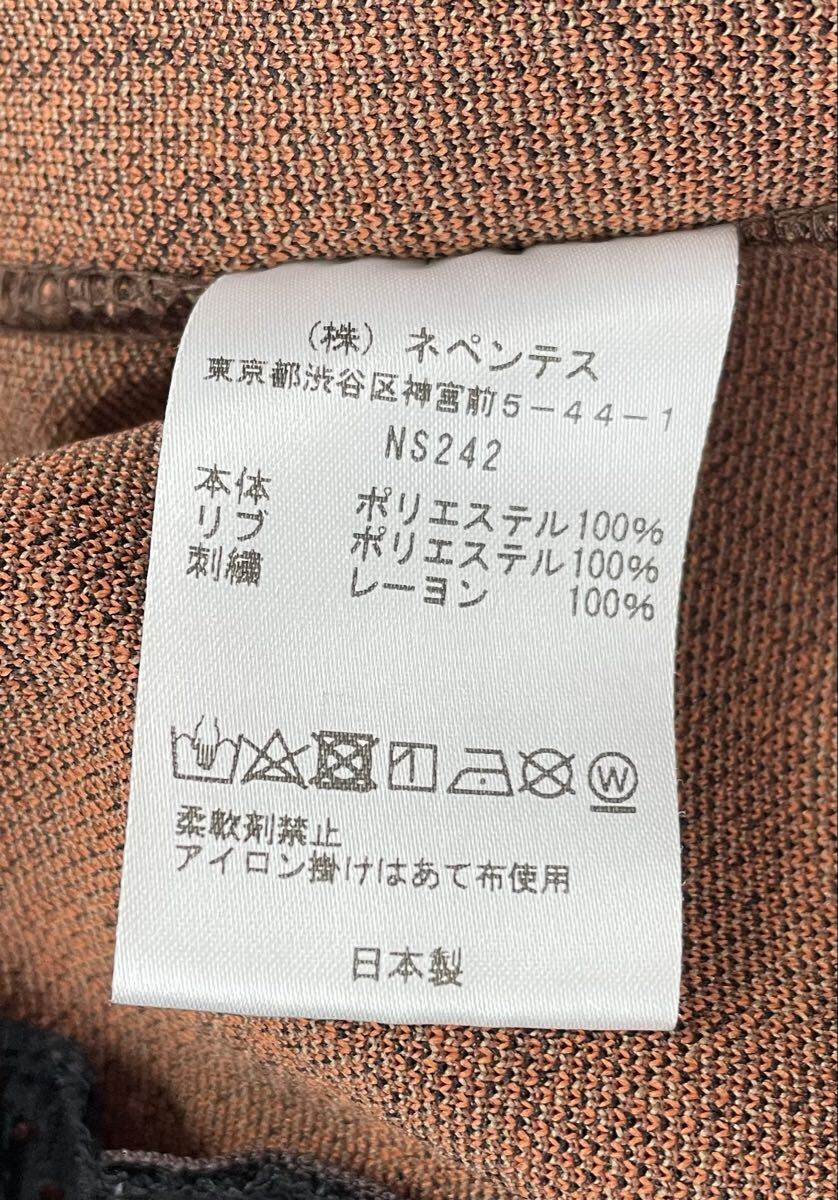 （株）ネペンテス
東京都渋谷区神宮前5-44-1
NS242
本体 ポリエステル100%
リブ ポリエステル100%
刺繍 レーヨン 100%
W
柔軟剤禁止
アイロン掛けはあて布使用
日本製